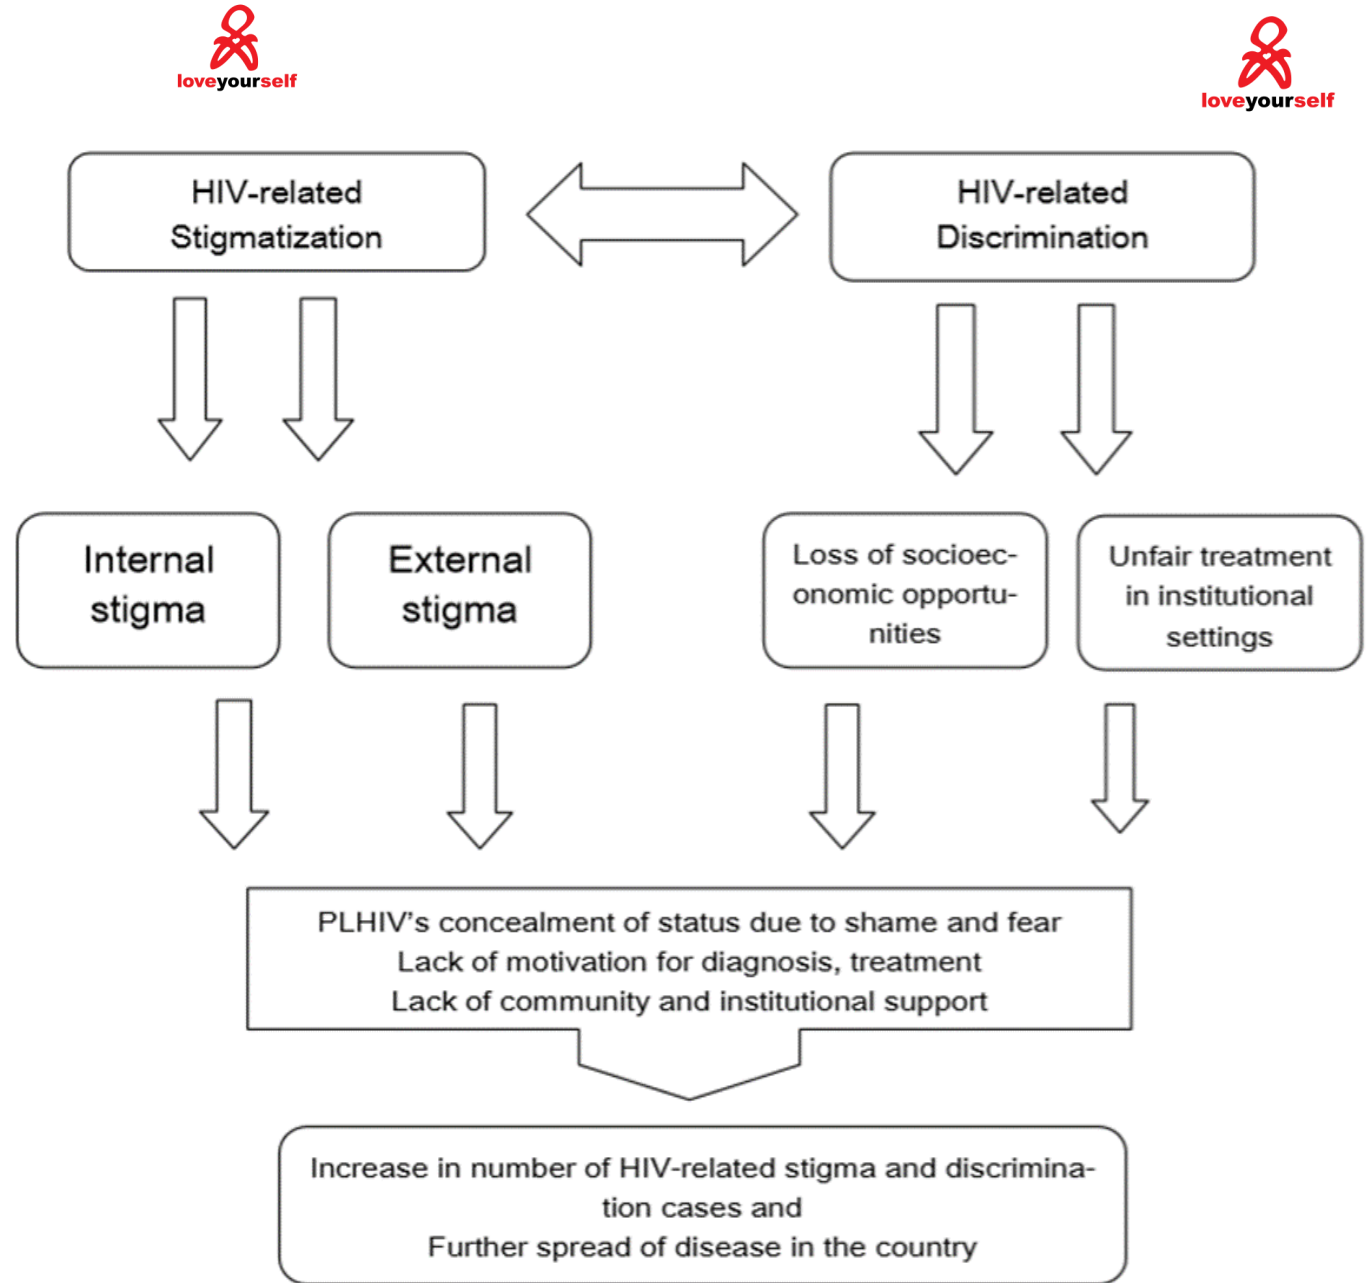 loveyourself
loveyourself
HIV-related
Stigmatization
HIV-related
Discrimination
Internal
stigma
External
stigma
Loss of socioec-
onomic opportu-
nities
Unfair treatment
in institutional
settings
PLHIV's concealment of status due to shame and fear
Lack of motivation for diagnosis, treatment
Lack of community and institutional support
Increase in number of HIV-related stigma and discrimina-
tion cases and
Further spread of disease in the country